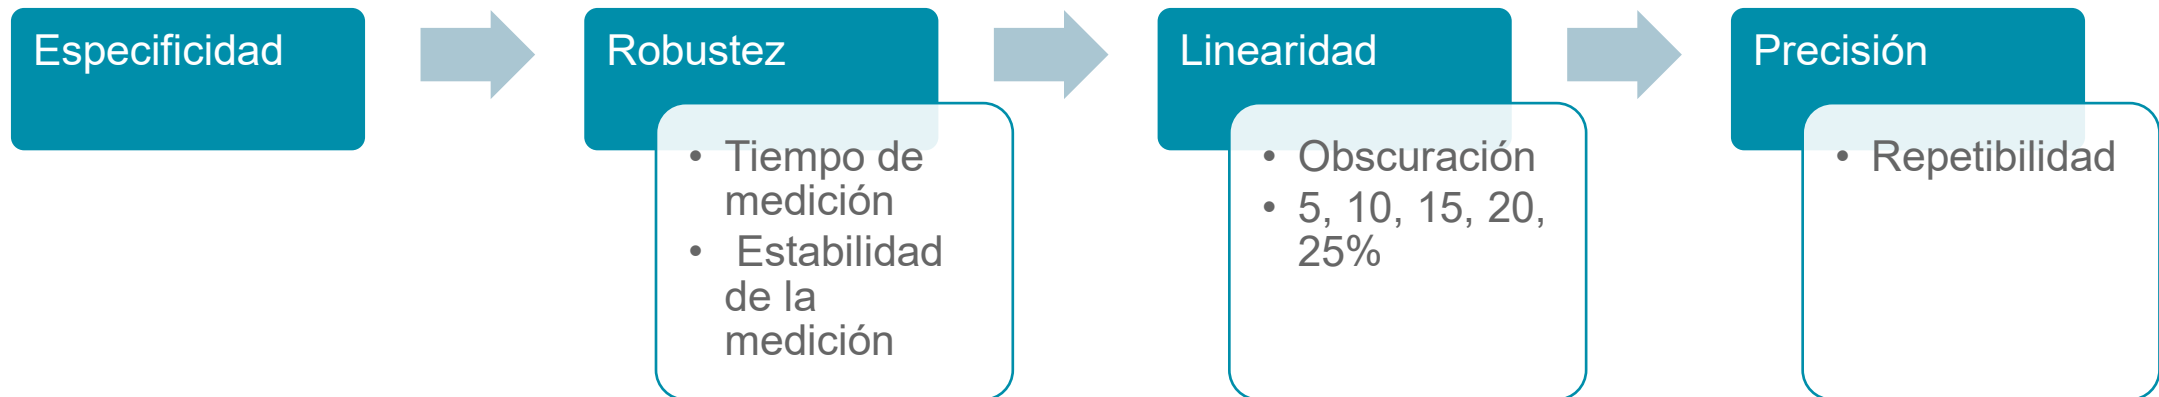 Especificidad
Robustez
• Tiempo de
medición
• Estabilidad
de la
medición
Linearidad
• Obscuración
• 5, 10, 15, 20,
25%
Precisión
• Repetibilidad